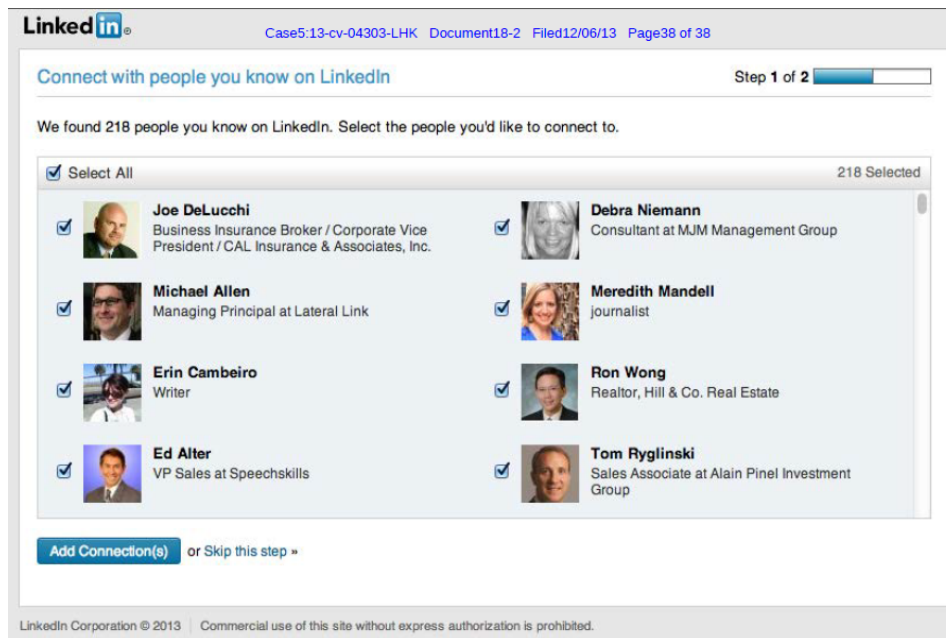 Linked in®
Case5:13-cv-04303-LHK Document18-2 Filed12/06/13 Page38 of 38
Connect with people you know on LinkedIn
Step 1 of 2
We found 218 people you know on LinkedIn. Select the people you'd like to connect to.
Select All
218 Selected
Joe DeLucchi
Business Insurance Broker / Corporate Vice
President / CAL Insurance & Associates, Inc.
Debra Niemann
Consultant at MJM Management Group
Michael Allen
Managing Principal at Lateral Link
Meredith Mandell
journalist
Erin Cambeiro
Writer
Ron Wong
Realtor, Hill & Co. Real Estate
Ed Alter
VP Sales at Speechskills
Tom Ryglinski
Sales Associate at Alain Pinel Investment
Group
Add Connection(s) or Skip this step »
LinkedIn Corporation © 2013 Commercial use of this site without express authorization is prohibited.